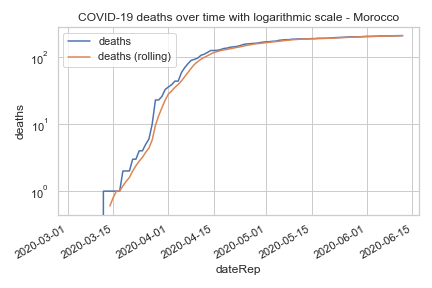 COVID-19 deaths over time with logarithmic scale - Morocco
deaths
deaths (rolling)
10²
10¹
10⁰
deaths
2020-03-01
2020-03-15
2020-04-01
2020-04-15
2020-05-01
2020-05-15
2020-06-01
2020-06-15
dateRep